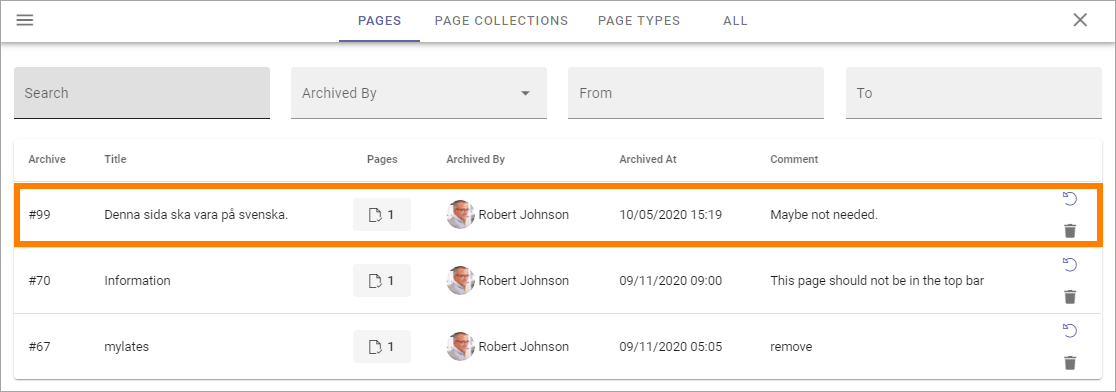 PAGES PAGE COLLECTIONS PAGE TYPES ALL
Search Archived By From To
Archive Title Pages Archived By Archived At Comment
#99 Denna sida ska vara på svenska. 1 Robert Johnson 10/05/2020 15:19 Maybe not needed.
#70 Information 1 Robert Johnson 09/11/2020 09:00 This page should not be in the top bar
#67 mylates 1 Robert Johnson 09/11/2020 05:05 remove